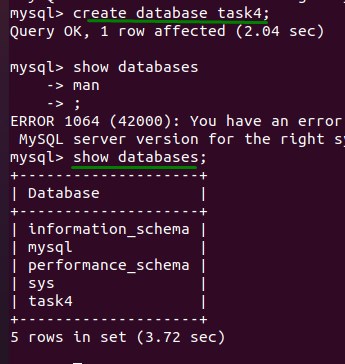 mysql> create database task4;
Query OK, 1 row affected (2.04 sec)
mysql> show databases
    -> man
    -> ;
ERROR 1064 (42000): You have an error
 MySQL server version for the right sy
mysql> show databases;
+--------------------+
| Database           |
+--------------------+
| information_schema |
| mysql              |
| performance_schema |
| sys                |
| task4              |
+--------------------+
5 rows in set (3.72 sec)